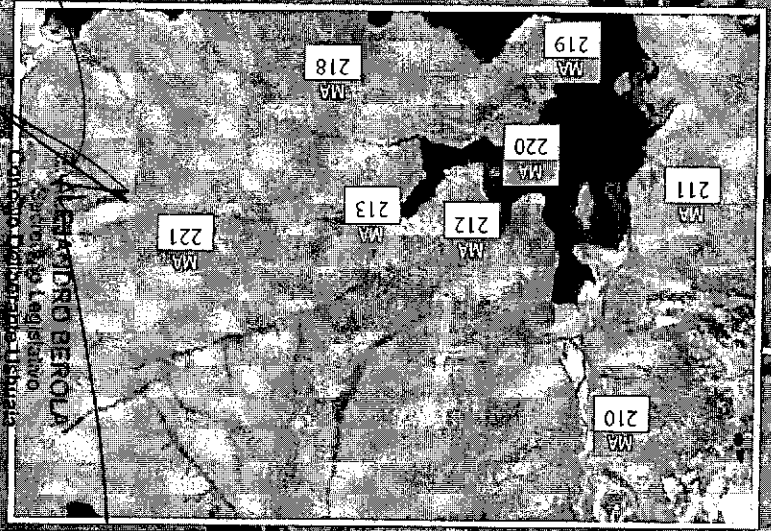 MA
210
MA
211
MA
212
MA
213
MA
221
MA
220
MA
219
MA
218
ALEJANDRO BEROLA
Legislativo
Concejo Deliberante Ushuaia